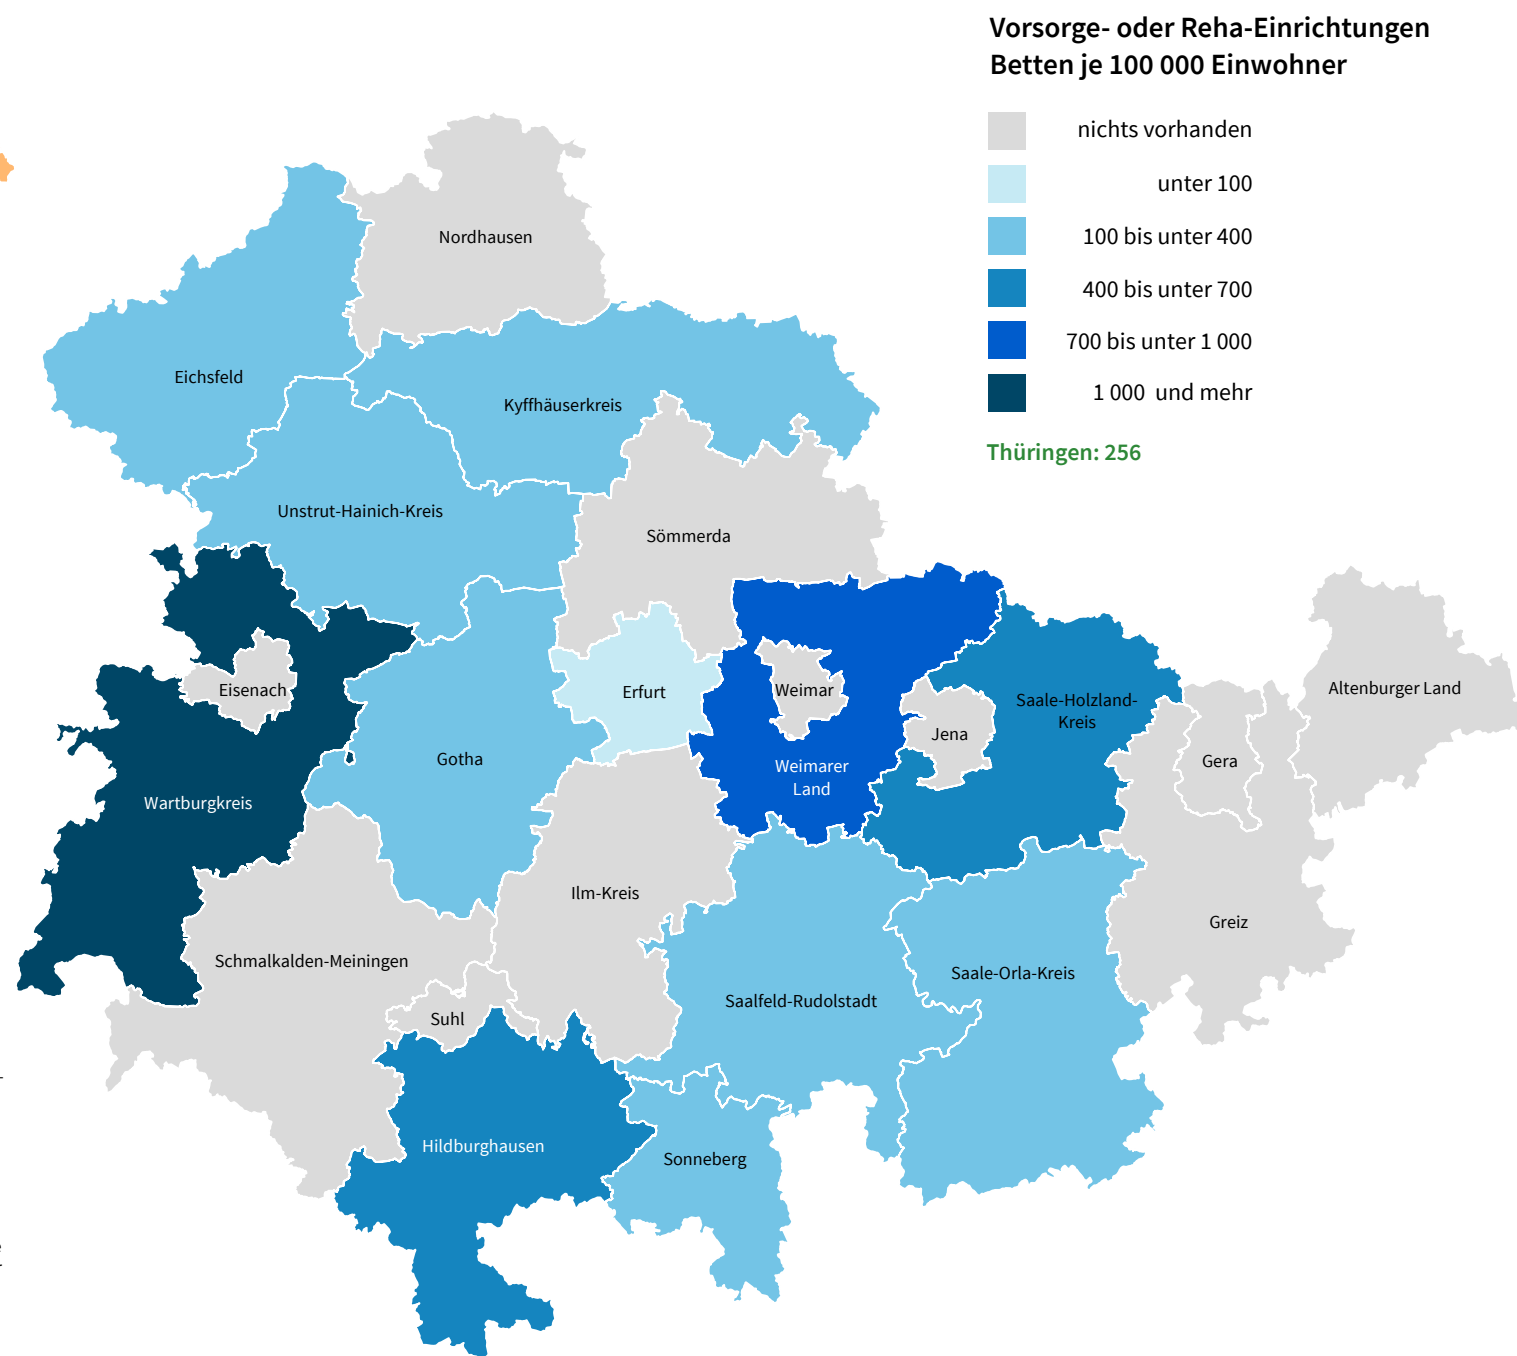 Vorsorge- oder Reha-Einrichtungen
Betten je 100 000 Einwohner
nichts vorhanden
unter 100
100 bis unter 400
400 bis unter 700
700 bis unter 1 000
1 000 und mehr
Thüringen: 256
Nordhausen
Eichsfeld
Kyffhäuserkreis
Unstrut-Hainich-Kreis
Sömmerda
Eisenach
Erfurt
Weimar
Saale-Holzland-
Kreis
Altenburger Land
Jena
Gotha
Gera
Weimarer
Land
Wartburgkreis
Ilm-Kreis
Greiz
Schmalkalden-Meiningen
Saale-Orla-Kreis
Saalfeld-Rudolstadt
Suhl
Hildburghausen
Sonneberg